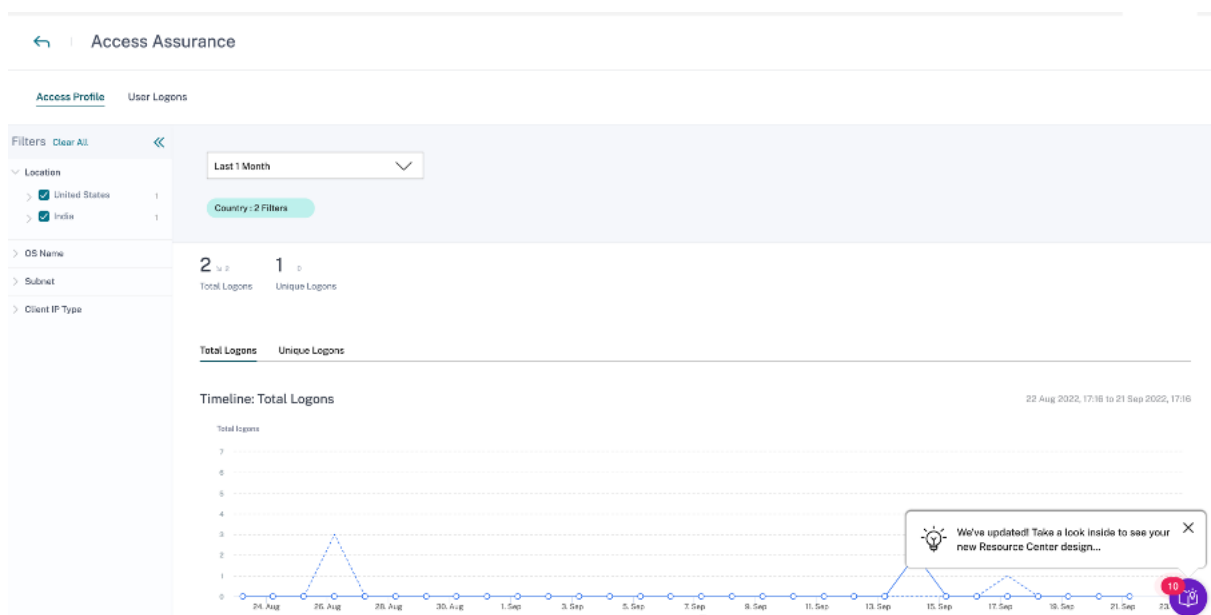 Access Assurance
Access Profile
User Logons
Filters Clear All
Location
United States 1
India 1
OS Name
Subnet
Client IP Type
Last 1 Month
Country: 2 Filters
2
Total Logons
1
Unique Logons
Total Logons
Unique Logons
Timeline: Total Logons
22 Aug 2022, 17:16 to 21 Sep 2022, 17:16
Total logons
7
6
5
4
3
2
1
0
24. Aug 26. Aug 28. Aug 30. Aug 1. Sep 3. Sep 5. Sep 7. Sep 9. Sep 11. Sep 13. Sep 15. Sep 17. Sep 19. Sep 21. Sep 23.
We've updated! Take a look inside to see your
new Resource Center design...
10